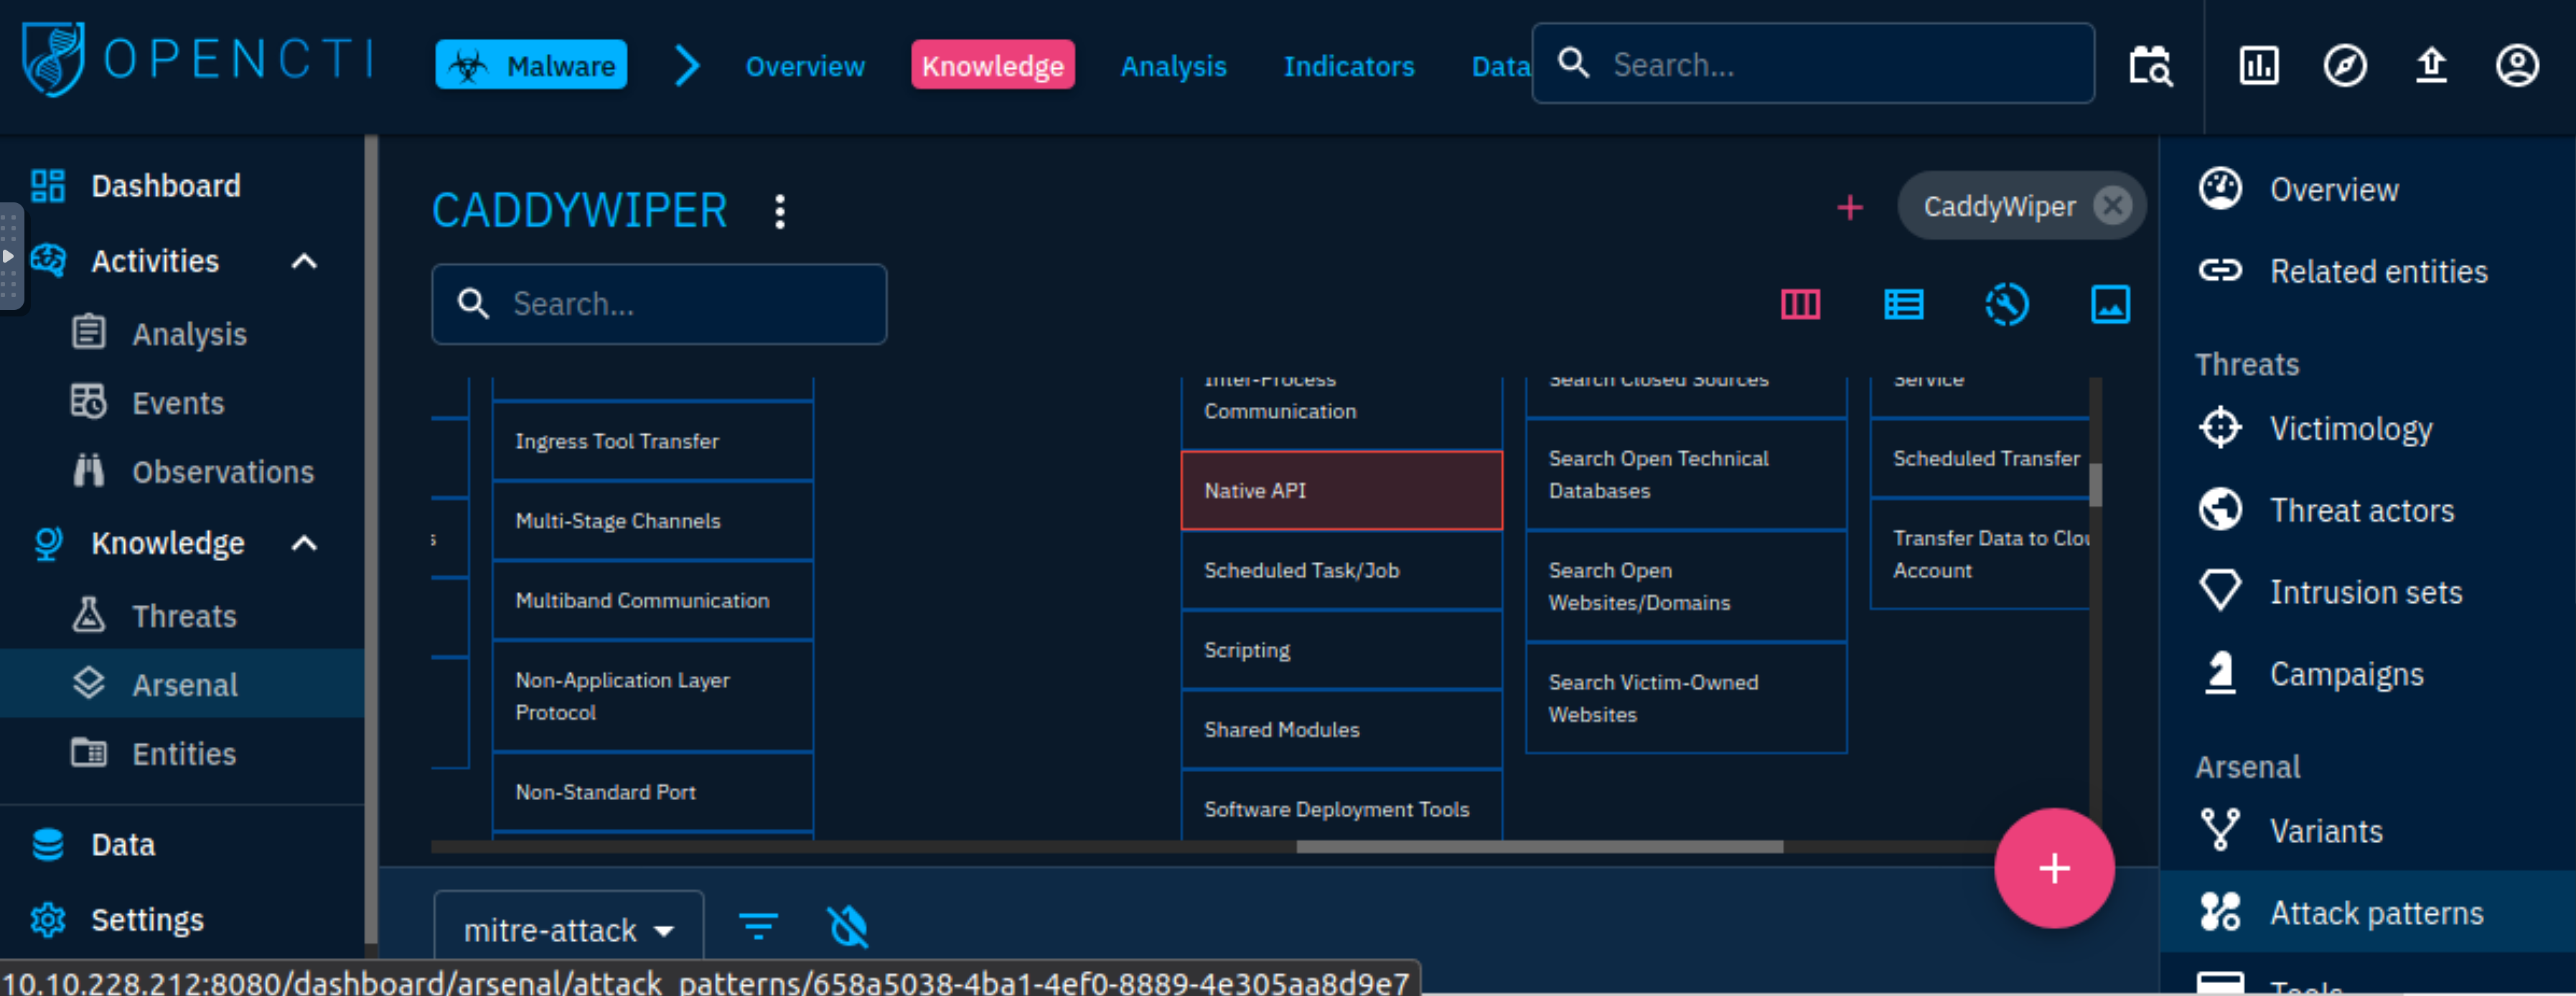 OPENCTI
Malware
Overview
Knowledge
Analysis
Indicators
Data
Search...
Dashboard
Activities
Analysis
Events
Observations
Knowledge
Threats
Arsenal
Entities
Data
Settings
CADDYWIPER
CaddyWiper
Search...
Ingress Tool Transfer
Multi-Stage Channels
Multiband Communication
Non-Application Layer
Protocol
Non-Standard Port
Inter-Process
Communication
Native API
Scheduled Task/Job
Scripting
Shared Modules
Software Deployment Tools
Search Closed Sources
Search Open Technical
Databases
Search Open
Websites/Domains
Search Victim-Owned
Websites
Service
Scheduled Transfer
Transfer Data to Clou
Account
mitre-attack
Overview
Related entities
Threats
Victimology
Threat actors
Intrusion sets
Campaigns
Arsenal
Variants
Attack patterns
Tools
10.10.228.212:8080/dashboard/arsenal/attack_patterns/658a5038-4ba1-4ef0-8889-4e305aa8d9e7